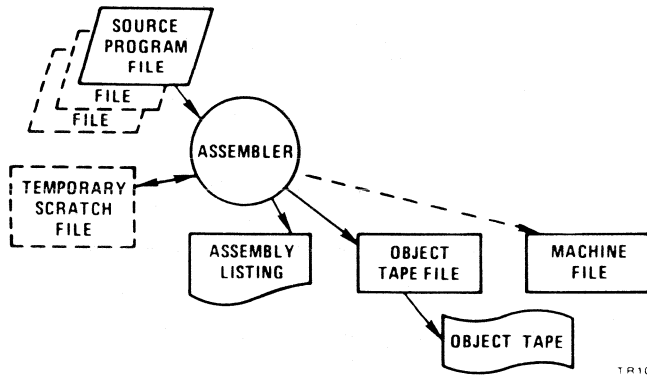 SOURCE
PROGRAM
FILE
FILE
FILE
ASSEMBLER
TEMPORARY
SCRATCH
FILE
ASSEMBLY
LISTING
OBJECT
TAPE FILE
MACHINE
FILE
OBJECT TAPE